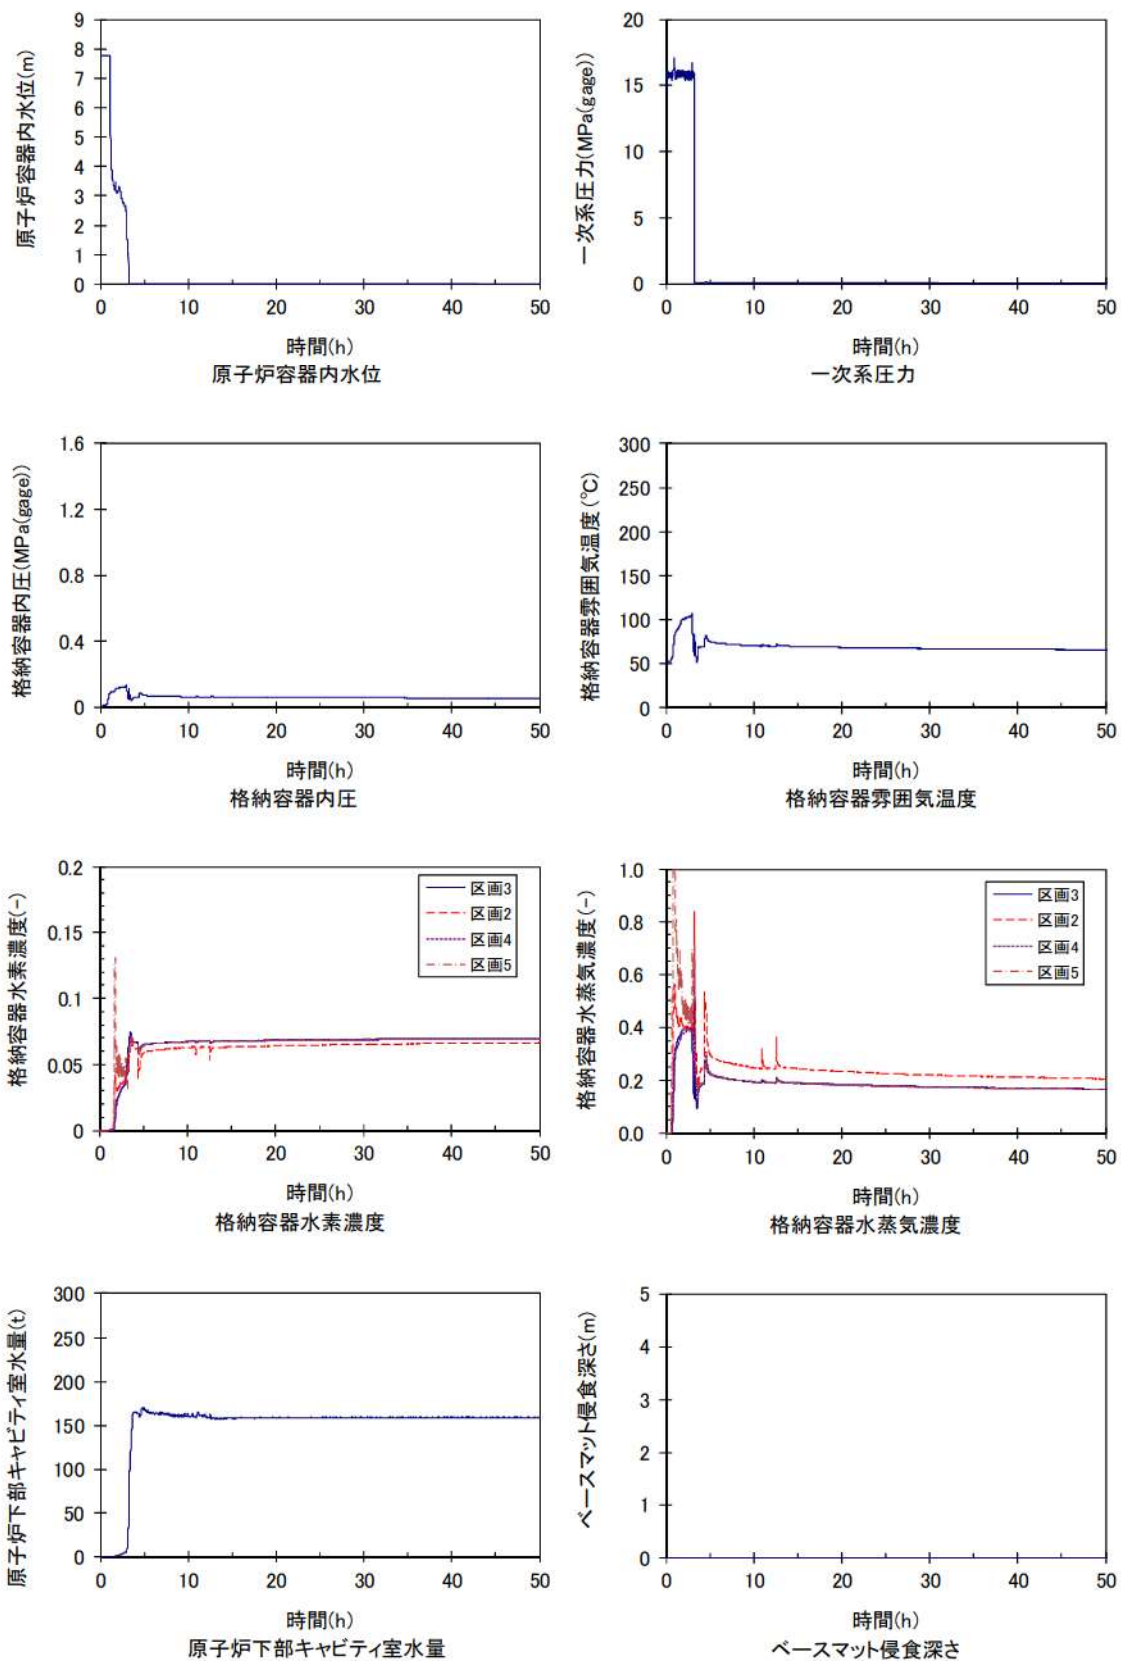 原子炉容器内水位(m)
9
8
7
6
5
4
3
2
1
0
0 10 20 30 40 50
時間(h)
原子炉容器内水位
一次系圧力(MPa(gage))
20
15
10
5
0
0 10 20 30 40 50
時間(h)
一次系圧力
格納容器内圧(MPa(gage))
1.6
1.2
0.8
0.4
0
0 10 20 30 40 50
時間(h)
格納容器内圧
格納容器雰囲気温度(℃)
300
250
200
150
100
50
0
0 10 20 30 40 50
時間(h)
格納容器雰囲気温度
格納容器水素濃度(-)
0.2
0.15
0.1
0.05
0
区画3
区画2
区画4
区画5
0 10 20 30 40 50
時間(h)
格納容器水素濃度
格納容器水蒸気濃度(-)
1.0
0.8
0.6
0.4
0.2
0.0
区画3
区画2
区画4
区画5
0 10 20 30 40 50
時間(h)
格納容器水蒸気濃度
原子炉下部キャビティ室水量(t)
300
250
200
150
100
50
0
0 10 20 30 40 50
時間(h)
原子炉下部キャビティ室水量
ベースマット侵食深さ(m)
5
4
3
2
1
0
0 10 20 30 40 50
時間(h)
ベースマット侵食深さ